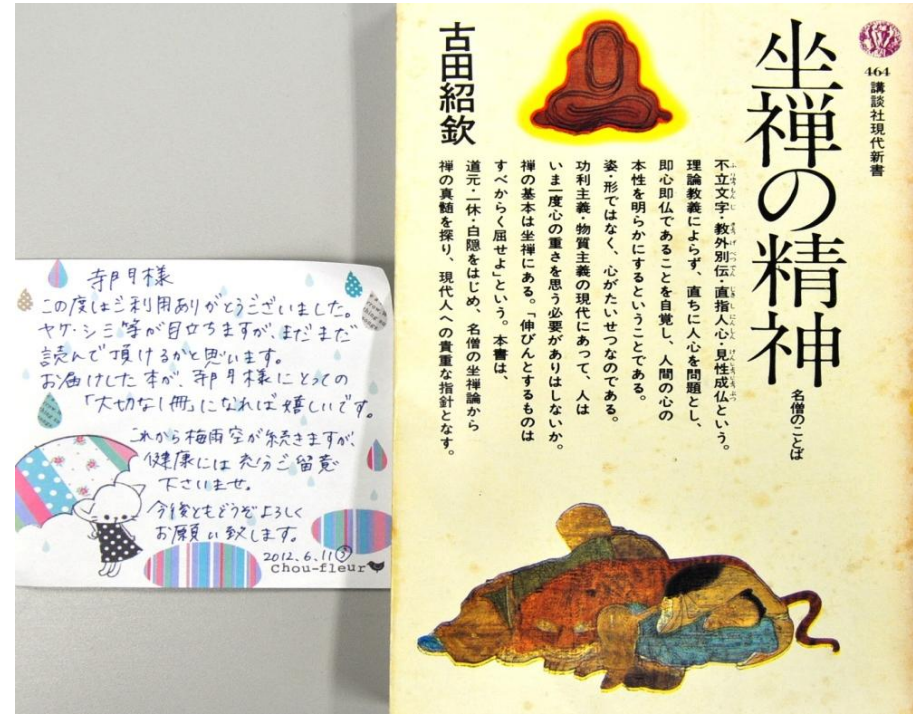 寺門様
この度はご利用ありがとうございました。
ヤケ・シミ等が目立ちますが、まだまだ
読んで頂けるかと思います。
お届けした本が、寺門様にとっての
「大切な1冊」になれば嬉しいです。
これから梅雨空が続きますが、
健康には充分ご留意
下さいませ。
今後ともどうぞよろしく
お願い致します。
2012.6.11
chou-fleur
464
講談社現代新書
坐禅の精神
名僧のことば
不立文字・教外別伝・直指人心・見性成仏という。
理論教義によらず、直ちに人心を問題とし、
即心即仏であることを自覚し、人間の心の
本性を明らかにするということである。
姿・形ではなく、心がたいせつなのである。
功利主義・物質主義の現代にあって、人は
いま一度心の重さを思う必要がありはしないか。
禅の基本は坐禅にある。「伸びんとするものは
すべからく屈せよ」という。本書は、
道元・一休・白隠をはじめ、名僧の坐禅論から
禅の真髄を探り、現代人への貴重な指針となす。
古田紹欽